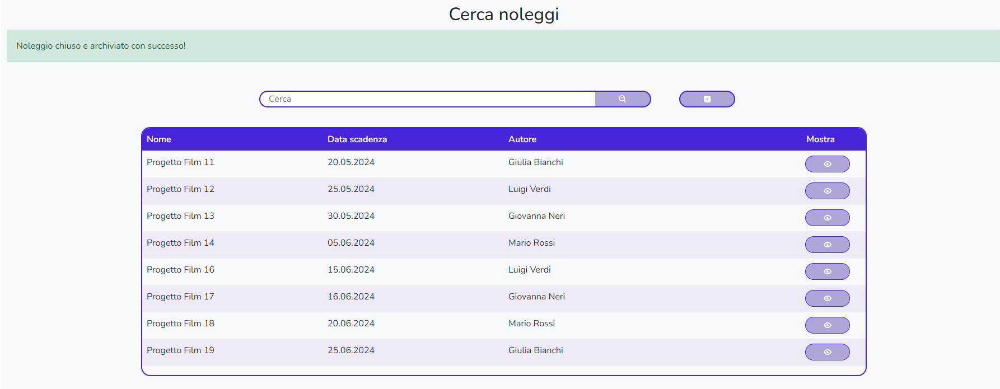 Cerca noleggi
Noleggio chiuso e archiviato con successo!
Cerca
Nome Data scadenza Autore Mostra
Progetto Film 11 20.05.2024 Giulia Bianchi
Progetto Film 12 25.05.2024 Luigi Verdi
Progetto Film 13 30.05.2024 Giovanna Neri
Progetto Film 14 05.06.2024 Mario Rossi
Progetto Film 16 15.06.2024 Luigi Verdi
Progetto Film 17 16.06.2024 Giovanna Neri
Progetto Film 18 20.06.2024 Mario Rossi
Progetto Film 19 25.06.2024 Giulia Bianchi